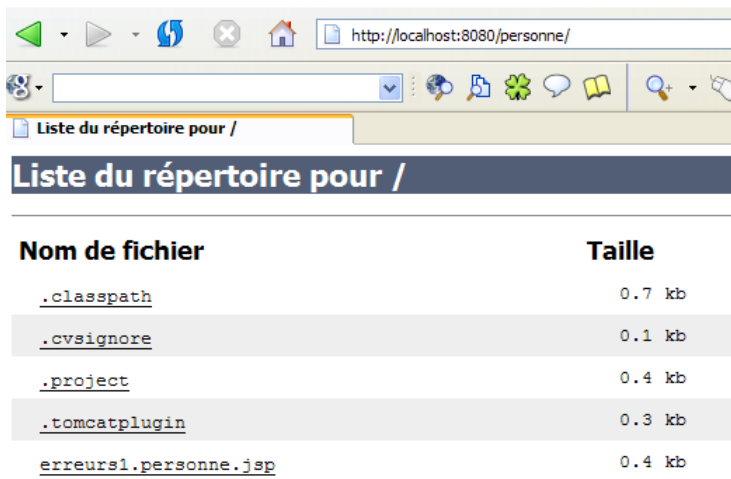 http://localhost:8080/personne/
Liste du répertoire pour /
Liste du répertoire pour /
Nom de fichier Taille
.classpath 0.7 kb
.cvsignore 0.1 kb
.project 0.4 kb
.tomcatplugin 0.3 kb
erreurs1.personne.jsp 0.4 kb